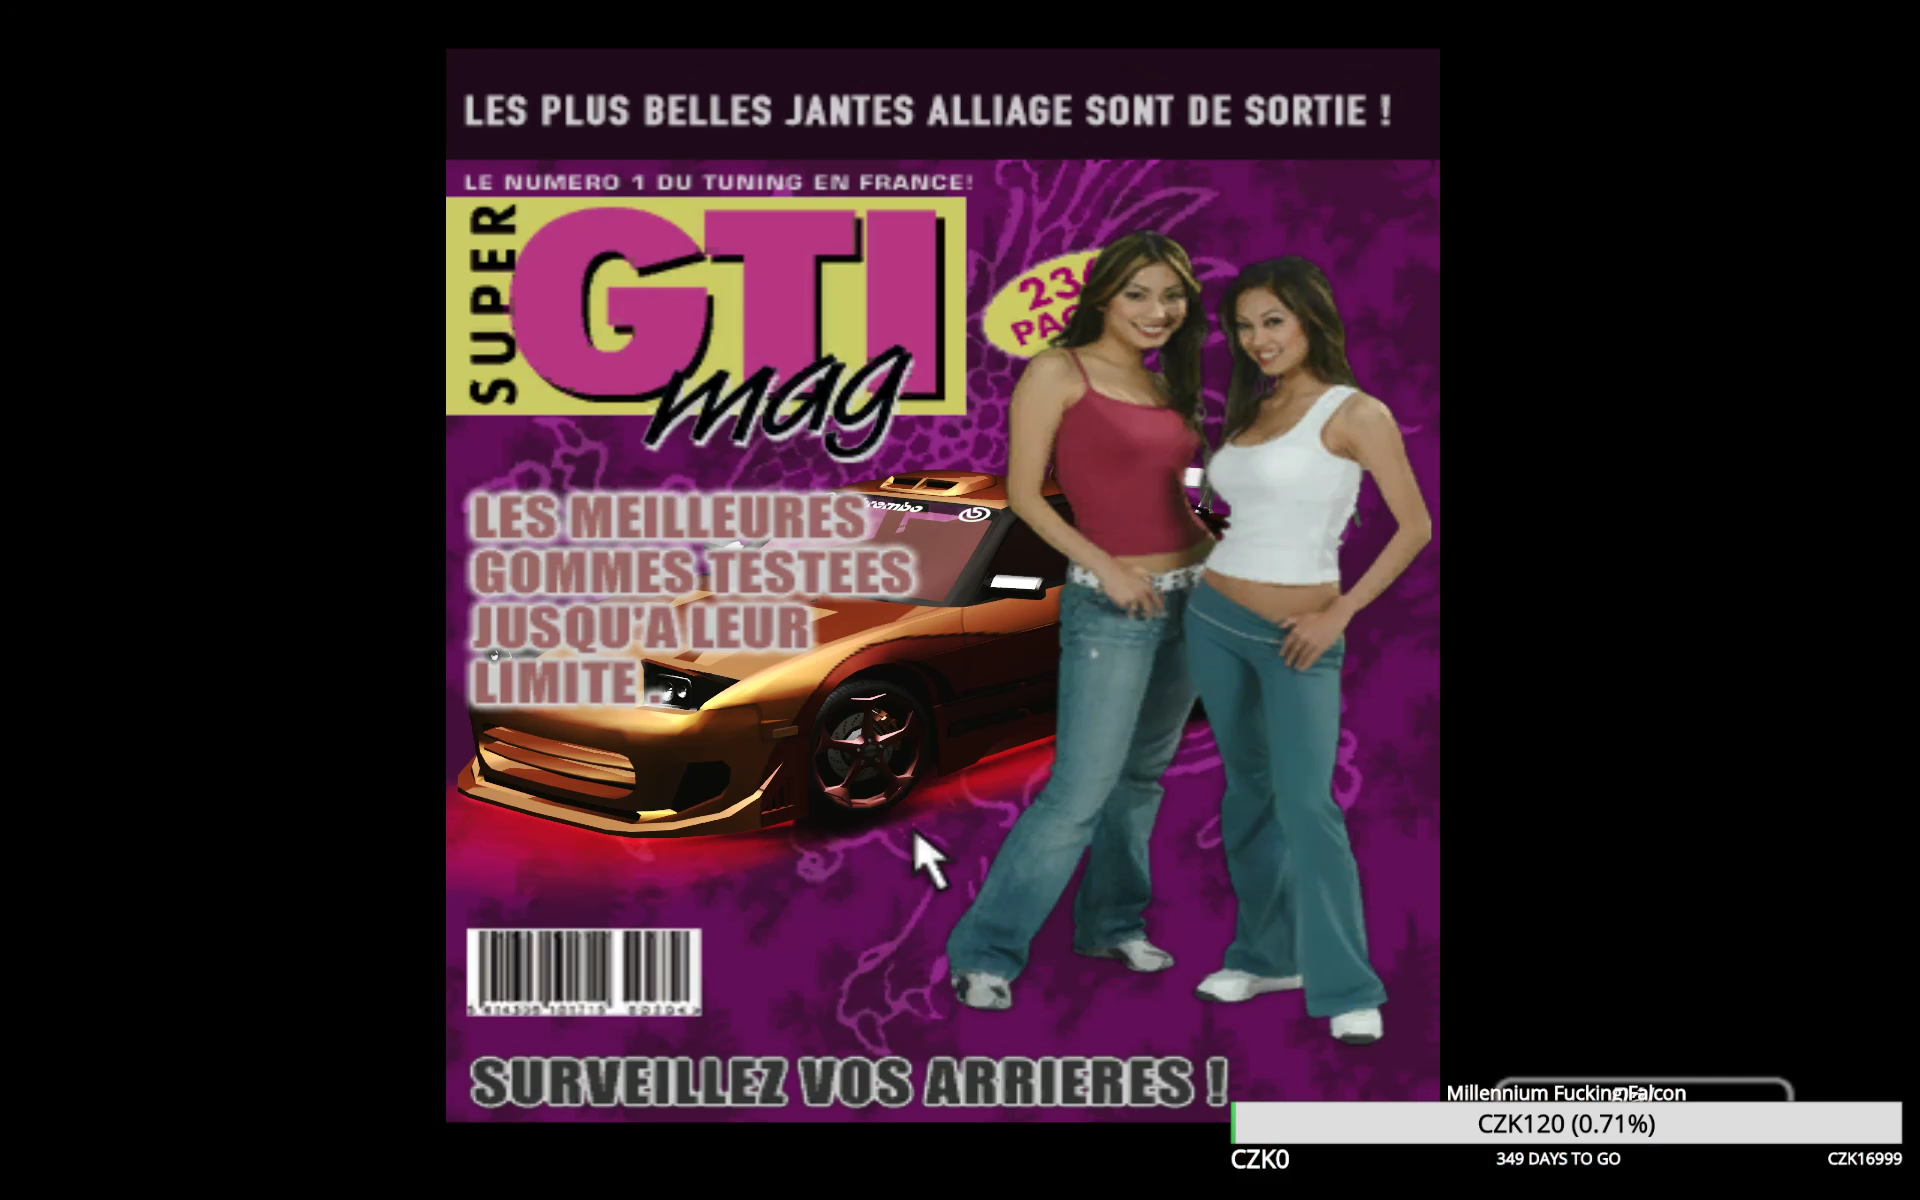 LES PLUS BELLES JANTES ALLIAGE SONT DE SORTIE !
LE NUMERO 1 DU TUNING EN FRANCE!
SUPER
GTI
mag
LES MEILLEURES
GOMMES TESTEES
JUSQU'A LEUR
LIMITE .
SURVEILLEZ VOS ARRIERES !
Millennium Fucking Falcon
CZK120 (0.71%)
CZK0
349 DAYS TO GO
CZK16999